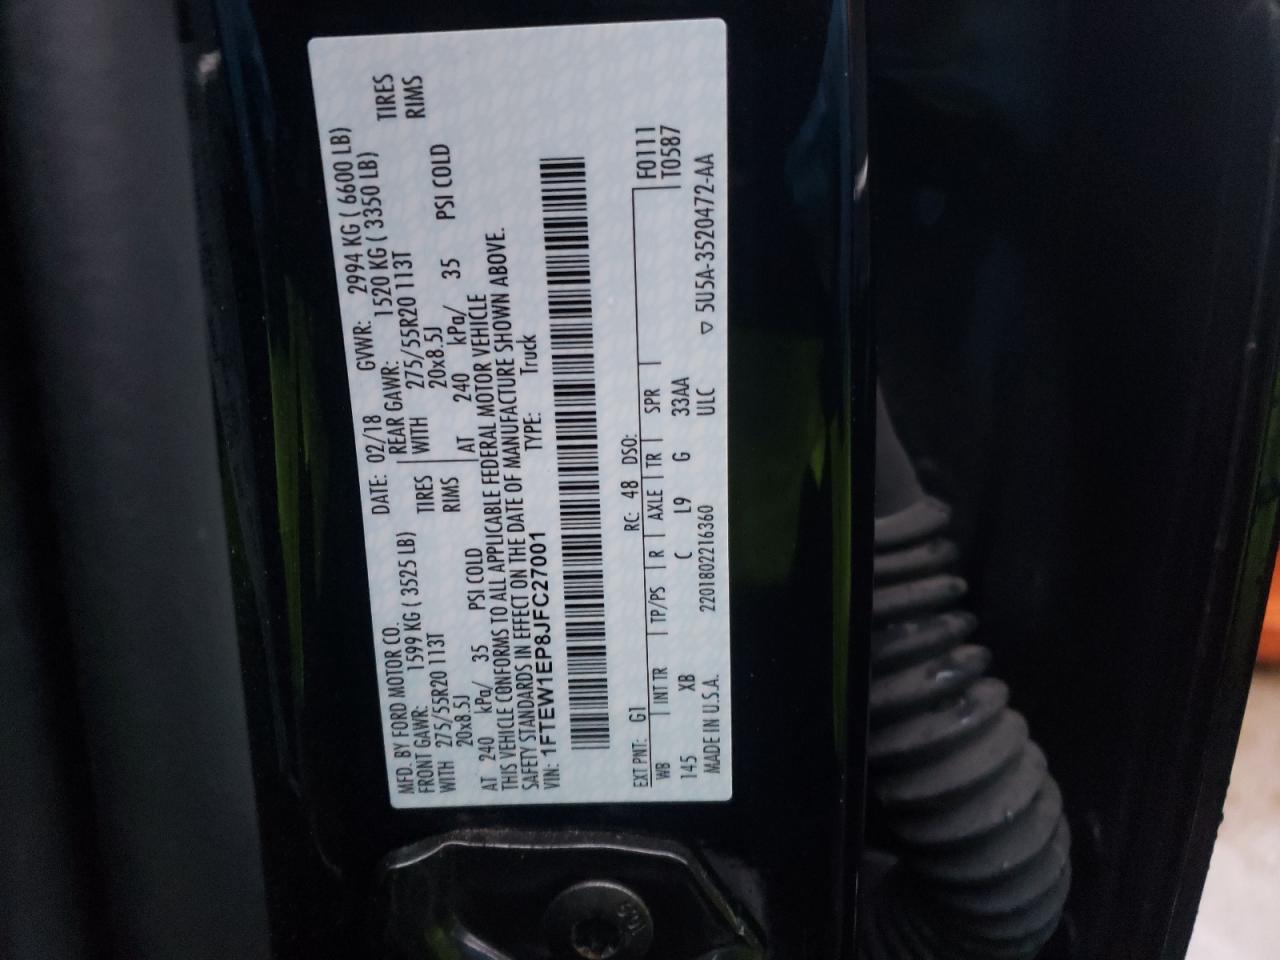 MFD. BY FORD MOTOR CO.
DATE: 02/18 GVWR: 2994 KG ( 6600 LB)
FRONT GAWR: 1599 KG ( 3525 LB) REAR GAWR: 1520 KG ( 3350 LB)
WITH 275/55R20 113T TIRES WITH 275/55R20 113T TIRES
20x8.5J RIMS 20x8.5J RIMS
AT 240 kPa/ 35 PSI COLD AT 240 kPa/ 35 PSI COLD
THIS VEHICLE CONFORMS TO ALL APPLICABLE FEDERAL MOTOR VEHICLE
SAFETY STANDARDS IN EFFECT ON THE DATE OF MANUFACTURE SHOWN ABOVE.
VIN: 1FTEW1EP8JFC27001 TYPE: Truck
EXT PNT: G1 RC: 48 DSO: F0111
WB INT TR TP/PS R AXLE TR SPR T0587
145 XB C L9 G 33AA
MADE IN U.S.A. 2201802216360 ULC ▽ 5U5A-3520472-AA